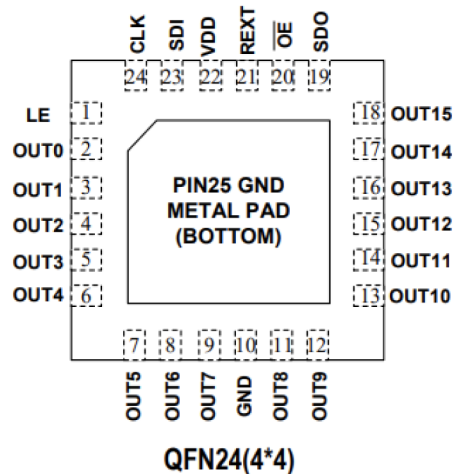 CLK SDI VDD REXT OE SDO
24 23 22 21 20 19
LE 1 18 OUT15
OUT0 2 17 OUT14
OUT1 3 16 OUT13
OUT2 4 15 OUT12
OUT3 5 14 OUT11
OUT4 6 13 OUT10
PIN25 GND
METAL PAD
(BOTTOM)
7 8 9 10 11 12
OUT5 OUT6 OUT7 GND OUT8 OUT9
QFN24(4*4)